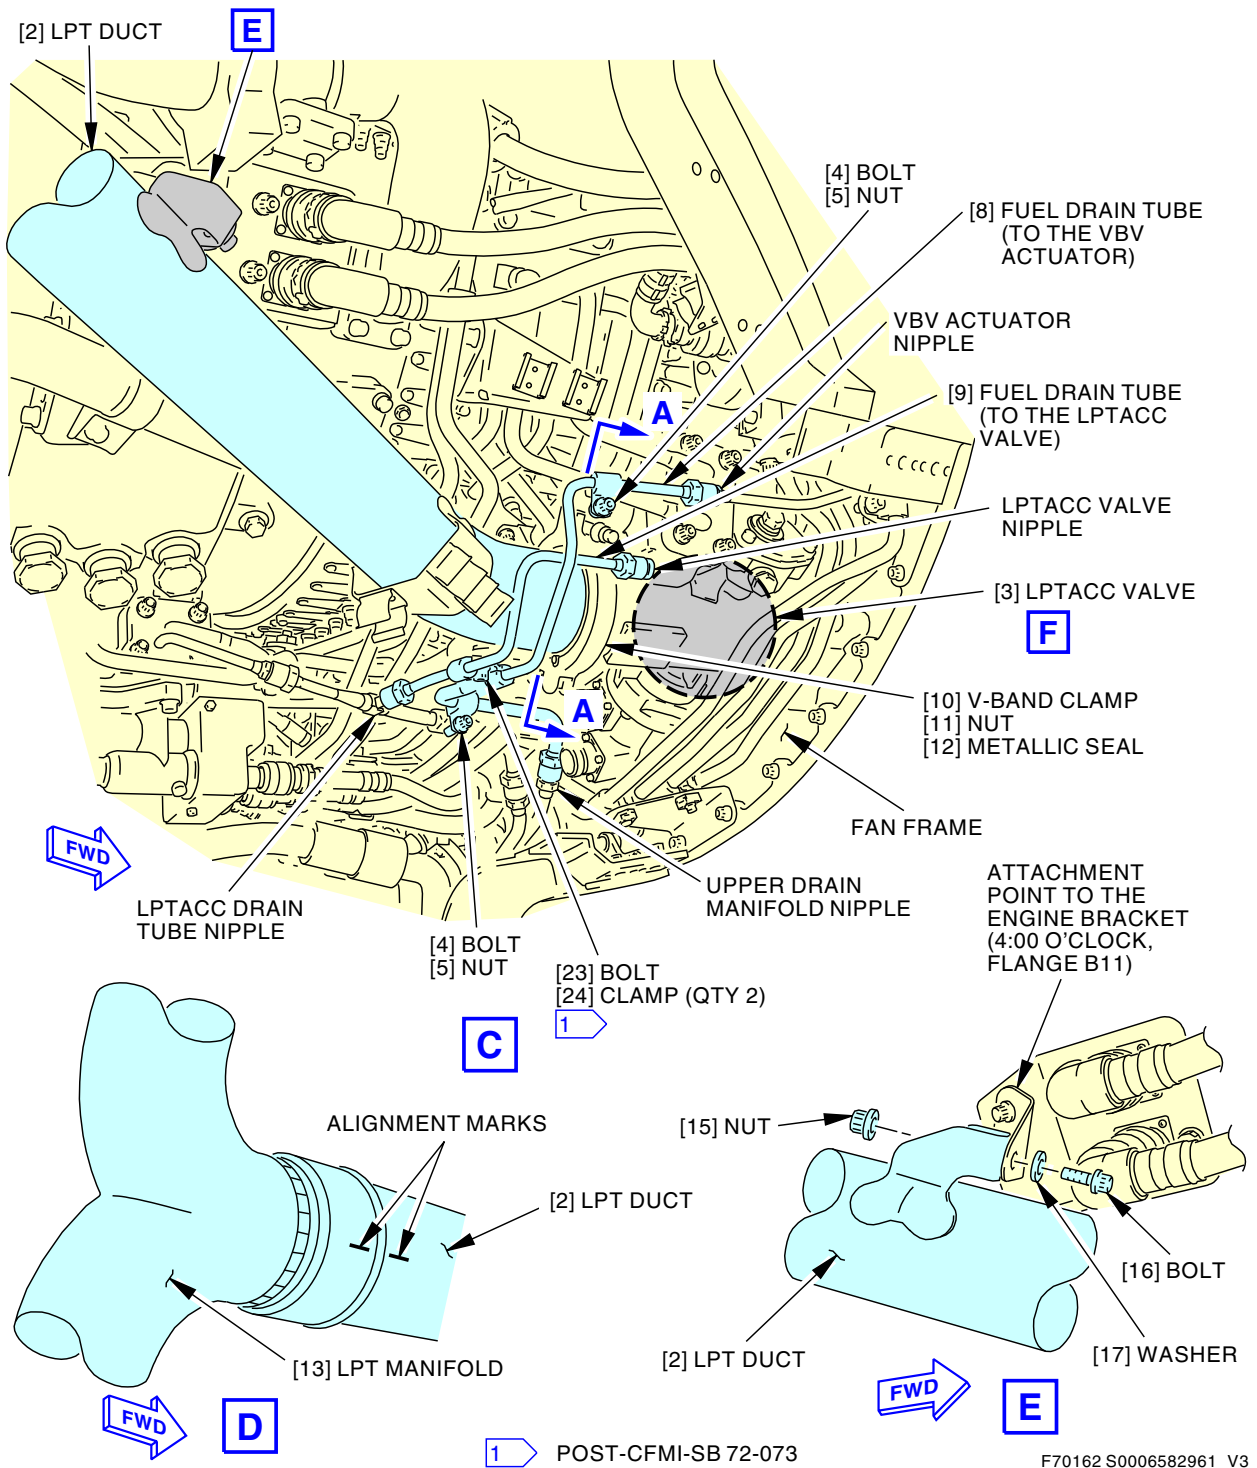 [2] LPT DUCT
E
[4] BOLT
[5] NUT
[8] FUEL DRAIN TUBE
(TO THE VBV
ACTUATOR)
VBV ACTUATOR
NIPPLE
[9] FUEL DRAIN TUBE
(TO THE LPTACC
VALVE)
A
LPTACC VALVE
NIPPLE
[3] LPTACC VALVE
F
[10] V-BAND CLAMP
[11] NUT
[12] METALLIC SEAL
A
FAN FRAME
FWD
LPTACC DRAIN
TUBE NIPPLE
[4] BOLT
[5] NUT
[23] BOLT
[24] CLAMP (QTY 2)
1
UPPER DRAIN
MANIFOLD NIPPLE
C
ATTACHMENT
POINT TO THE
ENGINE BRACKET
(4:00 O'CLOCK,
FLANGE B11)
ALIGNMENT MARKS
[2] LPT DUCT
[13] LPT MANIFOLD
FWD
D
[15] NUT
[16] BOLT
[17] WASHER
[2] LPT DUCT
FWD
E
1 POST-CFMI-SB 72-073
F70162 S0006582961 V3